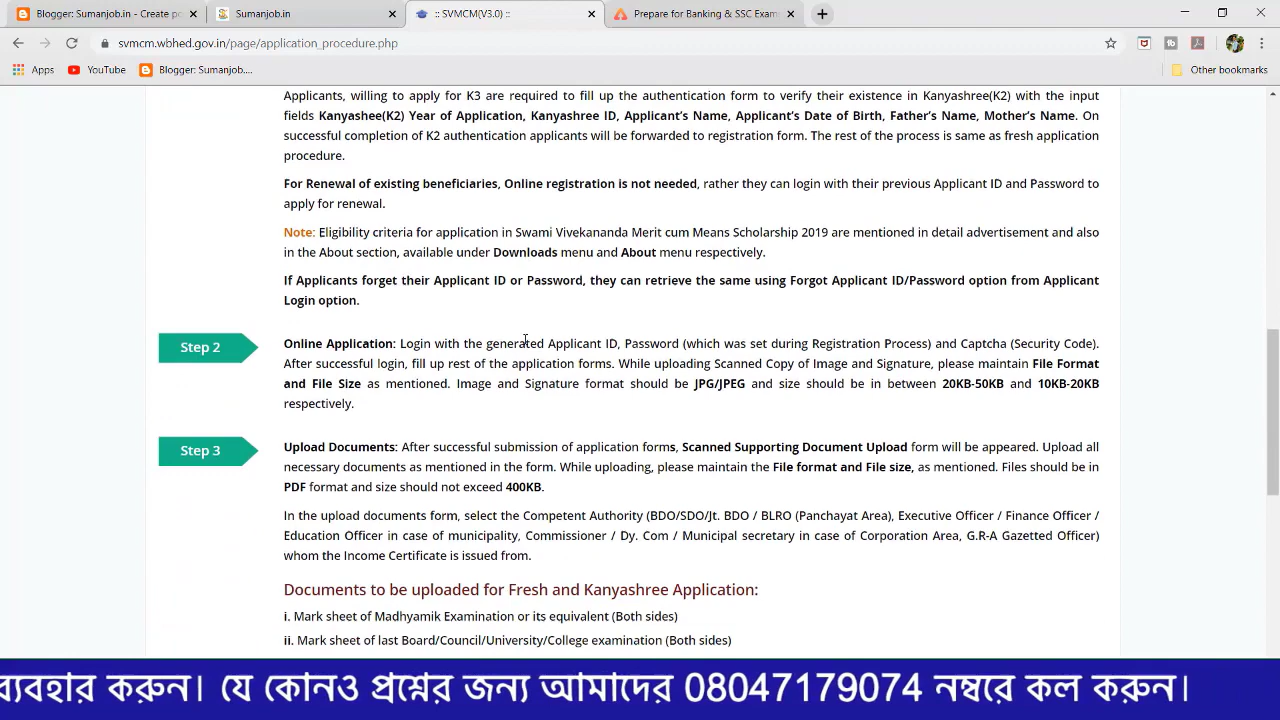 Blogger: Sumanjob.in - Create po
Sumanjob.in
:: SVMCM(V3.0) ::
Prepare for Banking & SSC Exam
svmcm.wbhed.gov.in/page/application_procedure.php
Apps
YouTube
Blogger: Sumanjob....
Other bookmarks
Applicants, willing to apply for K3 are required to fill up the authentication form to verify their existence in Kanyashree(K2) with the input
fields Kanyashee(K2) Year of Application, Kanyashree ID, Applicant's Name, Applicant's Date of Birth, Father's Name, Mother's Name. On
successful completion of K2 authentication applicants will be forwarded to registration form. The rest of the process is same as fresh application
procedure.
For Renewal of existing beneficiaries, Online registration is not needed, rather they can login with their previous Applicant ID and Password to
apply for renewal.
Note: Eligibility criteria for application in Swami Vivekananda Merit cum Means Scholarship 2019 are mentioned in detail advertisement and also
in the About section, available under Downloads menu and About menu respectively.
If Applicants forget their Applicant ID or Password, they can retrieve the same using Forgot Applicant ID/Password option from Applicant
Login option.
Step 2
Online Application: Login with the generated Applicant ID, Password (which was set during Registration Process) and Captcha (Security Code).
After successful login, fill up rest of the application forms. While uploading Scanned Copy of Image and Signature, please maintain File Format
and File Size as mentioned. Image and Signature format should be JPG/JPEG and size should be in between 20KB-50KB and 10KB-20KB
respectively.
Step 3
Upload Documents: After successful submission of application forms, Scanned Supporting Document Upload form will be appeared. Upload all
necessary documents as mentioned in the form. While uploading, please maintain the File format and File size, as mentioned. Files should be in
PDF format and size should not exceed 400KB.
In the upload documents form, select the Competent Authority (BDO/SDO/Jt. BDO / BLRO (Panchayat Area), Executive Officer / Finance Officer /
Education Officer in case of municipality, Commissioner / Dy. Com / Municipal secretary in case of Corporation Area, G.R-A Gazetted Officer)
whom the Income Certificate is issued from.
Documents to be uploaded for Fresh and Kanyashree Application:
i. Mark sheet of Madhyamik Examination or its equivalent (Both sides)
ii. Mark sheet of last Board/Council/University/College examination (Both sides)
ব্যবহার করুন। যে কোনও প্রশ্নের জন্য আমাদের 08047179074 নম্বরে কল করুন।